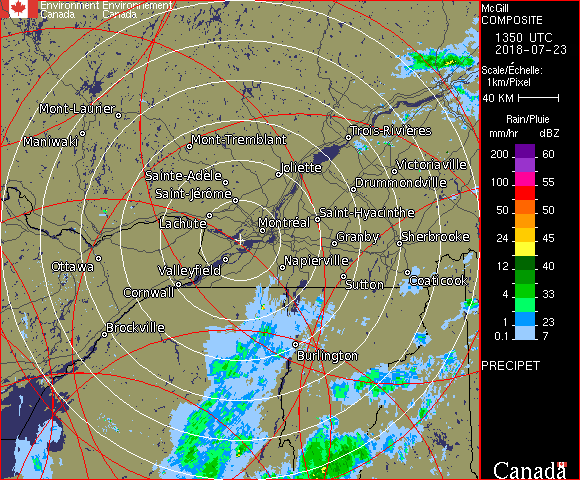 Environment Environnement
Canada Canada
McGill
COMPOSITE
1350 UTC
2018-07-23
Scale/Échelle:
1km/Pixel
40 KM
Rain/Pluie
mm/hr dBZ
200 60
100 55
50 50
24 45
12 40
4 33
1 23
0.1 7
PRECIPET
Canada
Mont-Laurier
Maniwaki
Mont-Tremblant
Trois-Rivières
Sainte-Adèle
Joliette
Victoriaville
Saint-Jérôme
Drummondville
Lachute
Montréal
Saint-Hyacinthe
Ottawa
Granby
Sherbrooke
Valleyfield
Napierville
Cornwall
Sutton
Coaticook
Brockville
Burlington